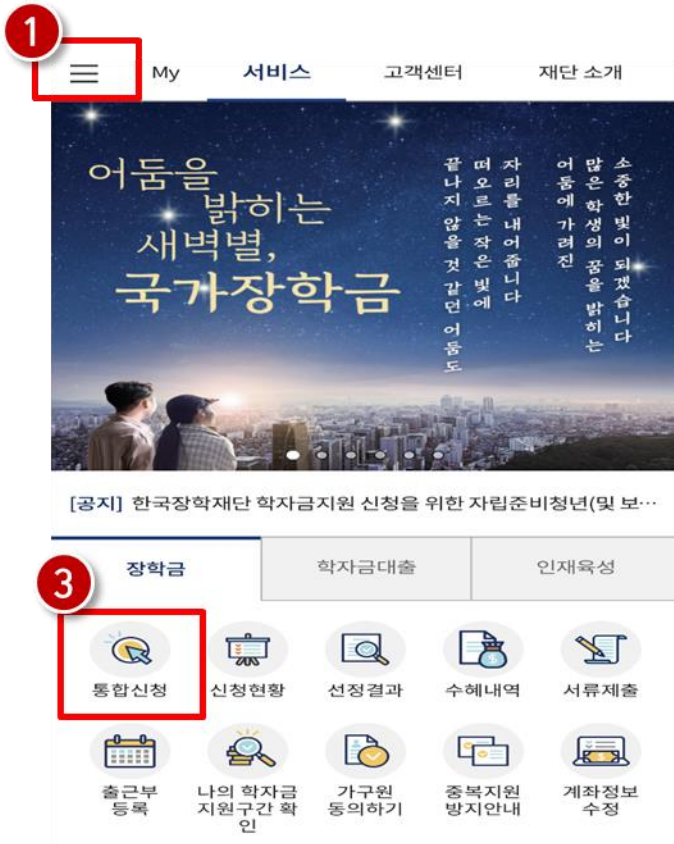 1
My
서비스
고객센터
재단 소개
어둠을
밝히는
새벽별,
국가장학금
소중한 빛이 되겠습니다
많은 학생의 꿈을 밝히는
어둠에 가려진
자리를 내어줍니다
떠오르는 작은 빛에
끝나지 않을 것 같던 어둠도
[공지] 한국장학재단 학자금지원 신청을 위한 자립준비청년(및 보…
장학금
학자금대출
인재육성
3
통합신청
신청현황
선정결과
수혜내역
서류제출
출근부
등록
나의 학자금
지원구간 확
인
가구원
동의하기
중복지원
방지안내
계좌정보
수정